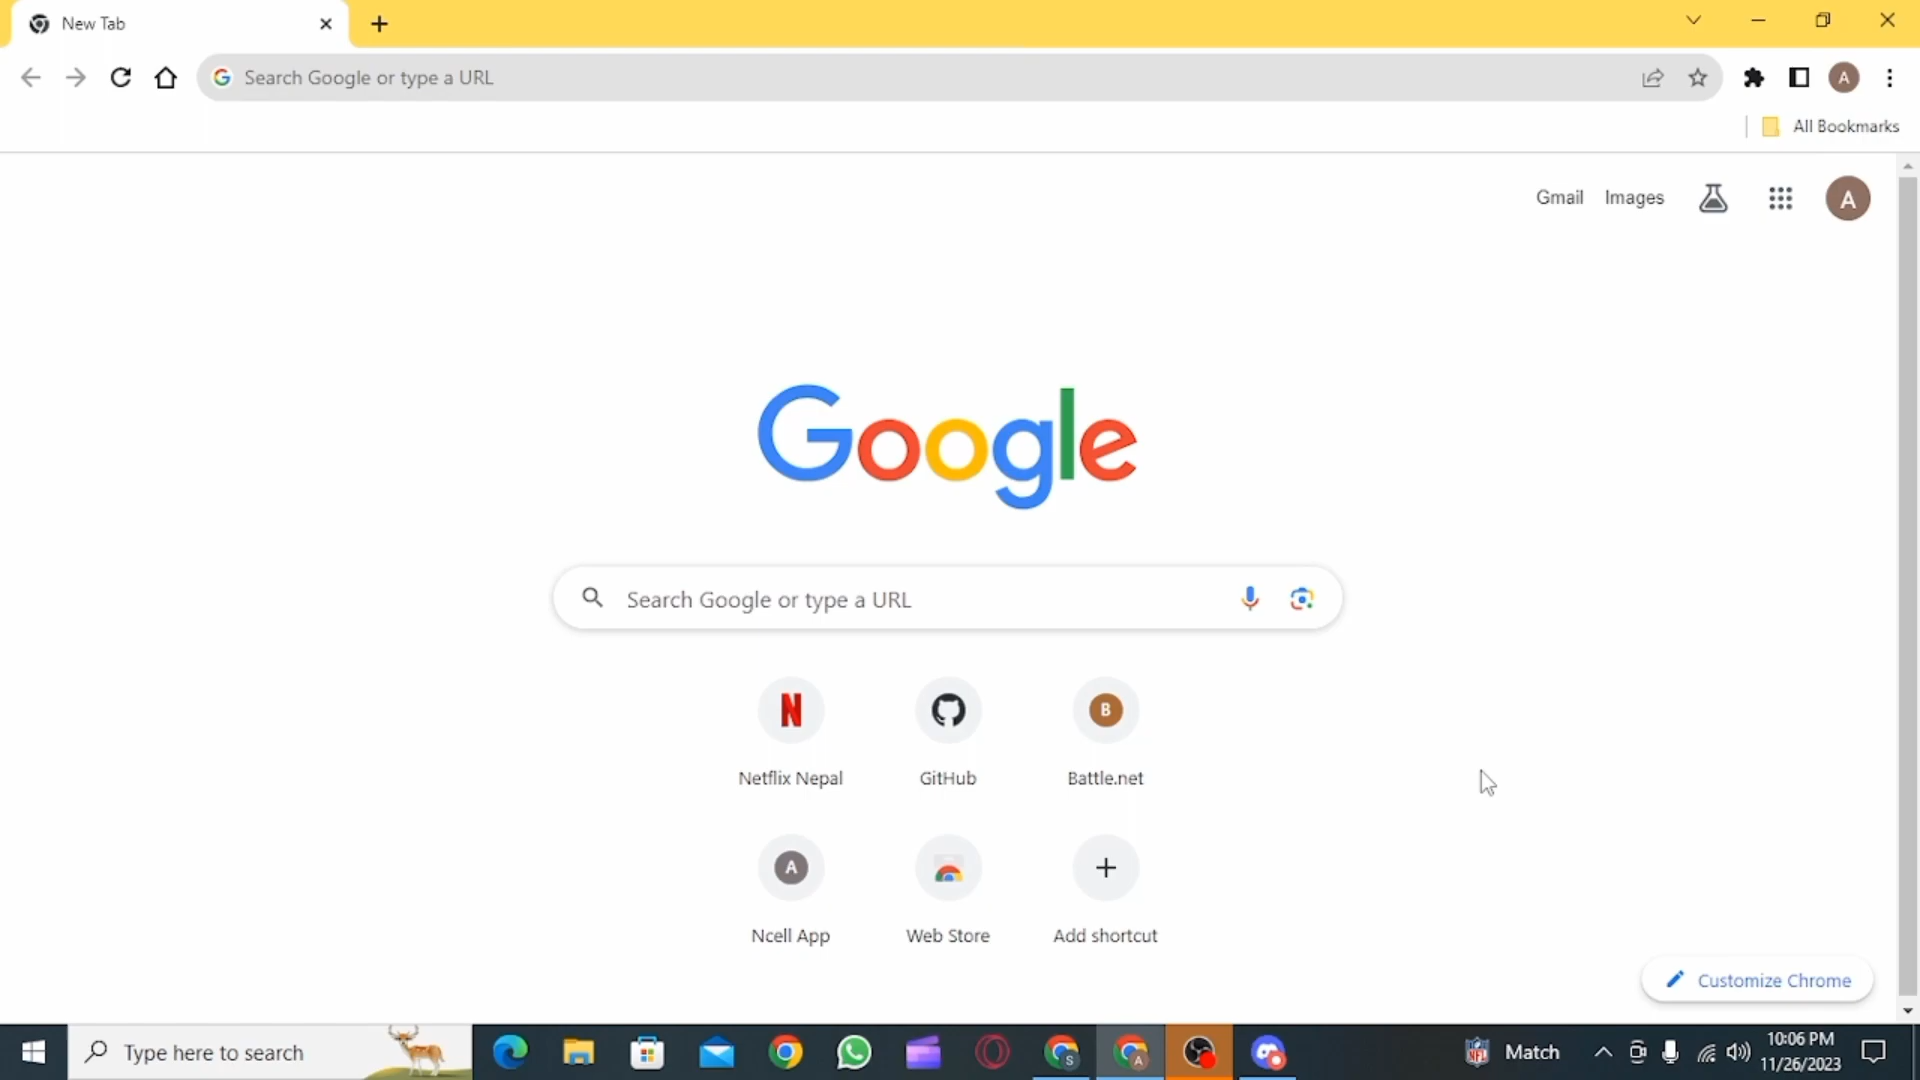 New Tab
Search Google or type a URL
A
All Bookmarks
Gmail Images A
Google
Search Google or type a URL
N B
Netflix Nepal GitHub Battle.net
A
Ncell App Web Store Add shortcut
Customize Chrome
Type here to search
S A
NFL Match
10:06 PM
11/26/2023